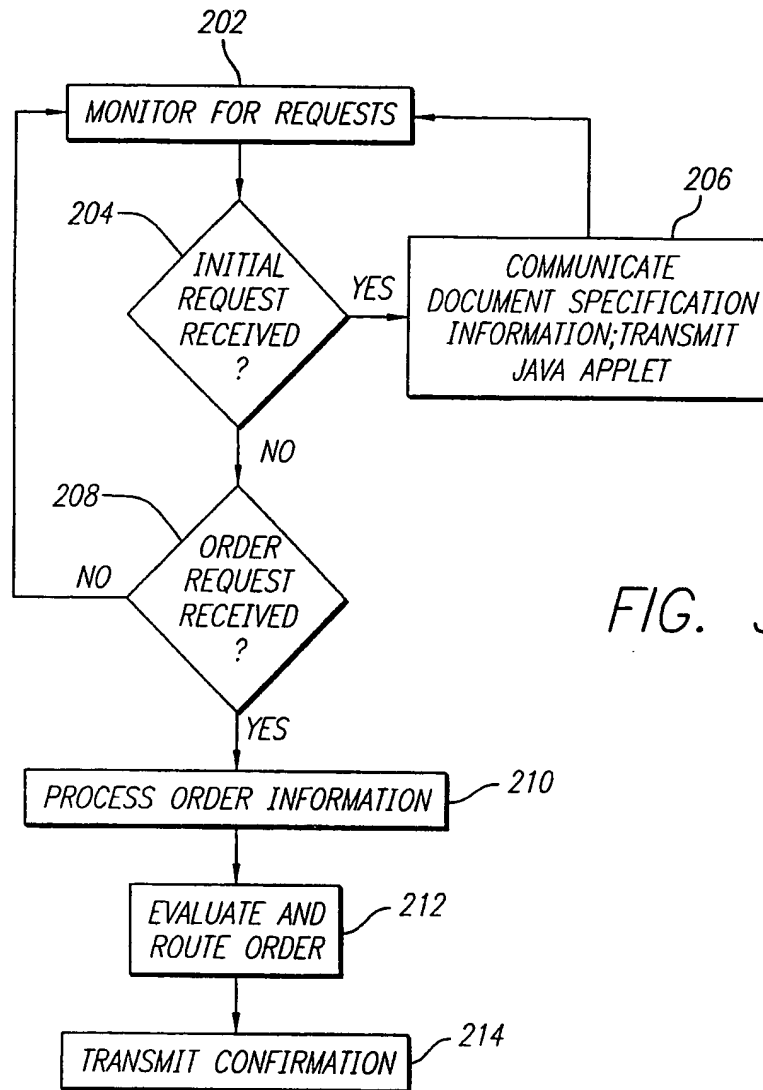 202
MONITOR FOR REQUESTS
204
INITIAL
REQUEST
RECEIVED
?
YES
206
COMMUNICATE
DOCUMENT SPECIFICATION
INFORMATION;TRANSMIT
JAVA APPLET
NO
208
ORDER
REQUEST
RECEIVED
?
NO
YES
FIG.
PROCESS ORDER INFORMATION
210
EVALUATE AND
ROUTE ORDER
212
TRANSMIT CONFIRMATION
214